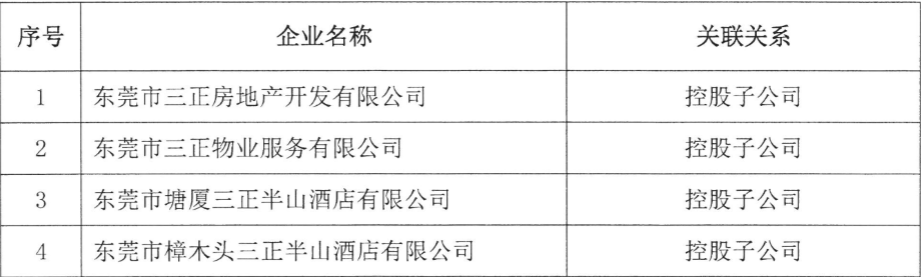 序号 企业名称 关联关系
1 东莞市三正房地产开发有限公司 控股子公司
2 东莞市三正物业服务有限公司 控股子公司
3 东莞市塘厦三正半山酒店有限公司 控股子公司
4 东莞市樟木头三正半山酒店有限公司 控股子公司